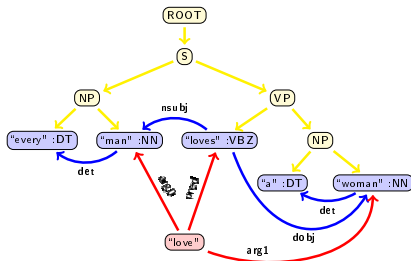 ROOT
S
NP
VP
nsubj
"every" :DT
"man" :NN
"loves" :VBZ
NP
det
"a" :DT
"woman" :NN
det
dobj
"love"
arg1